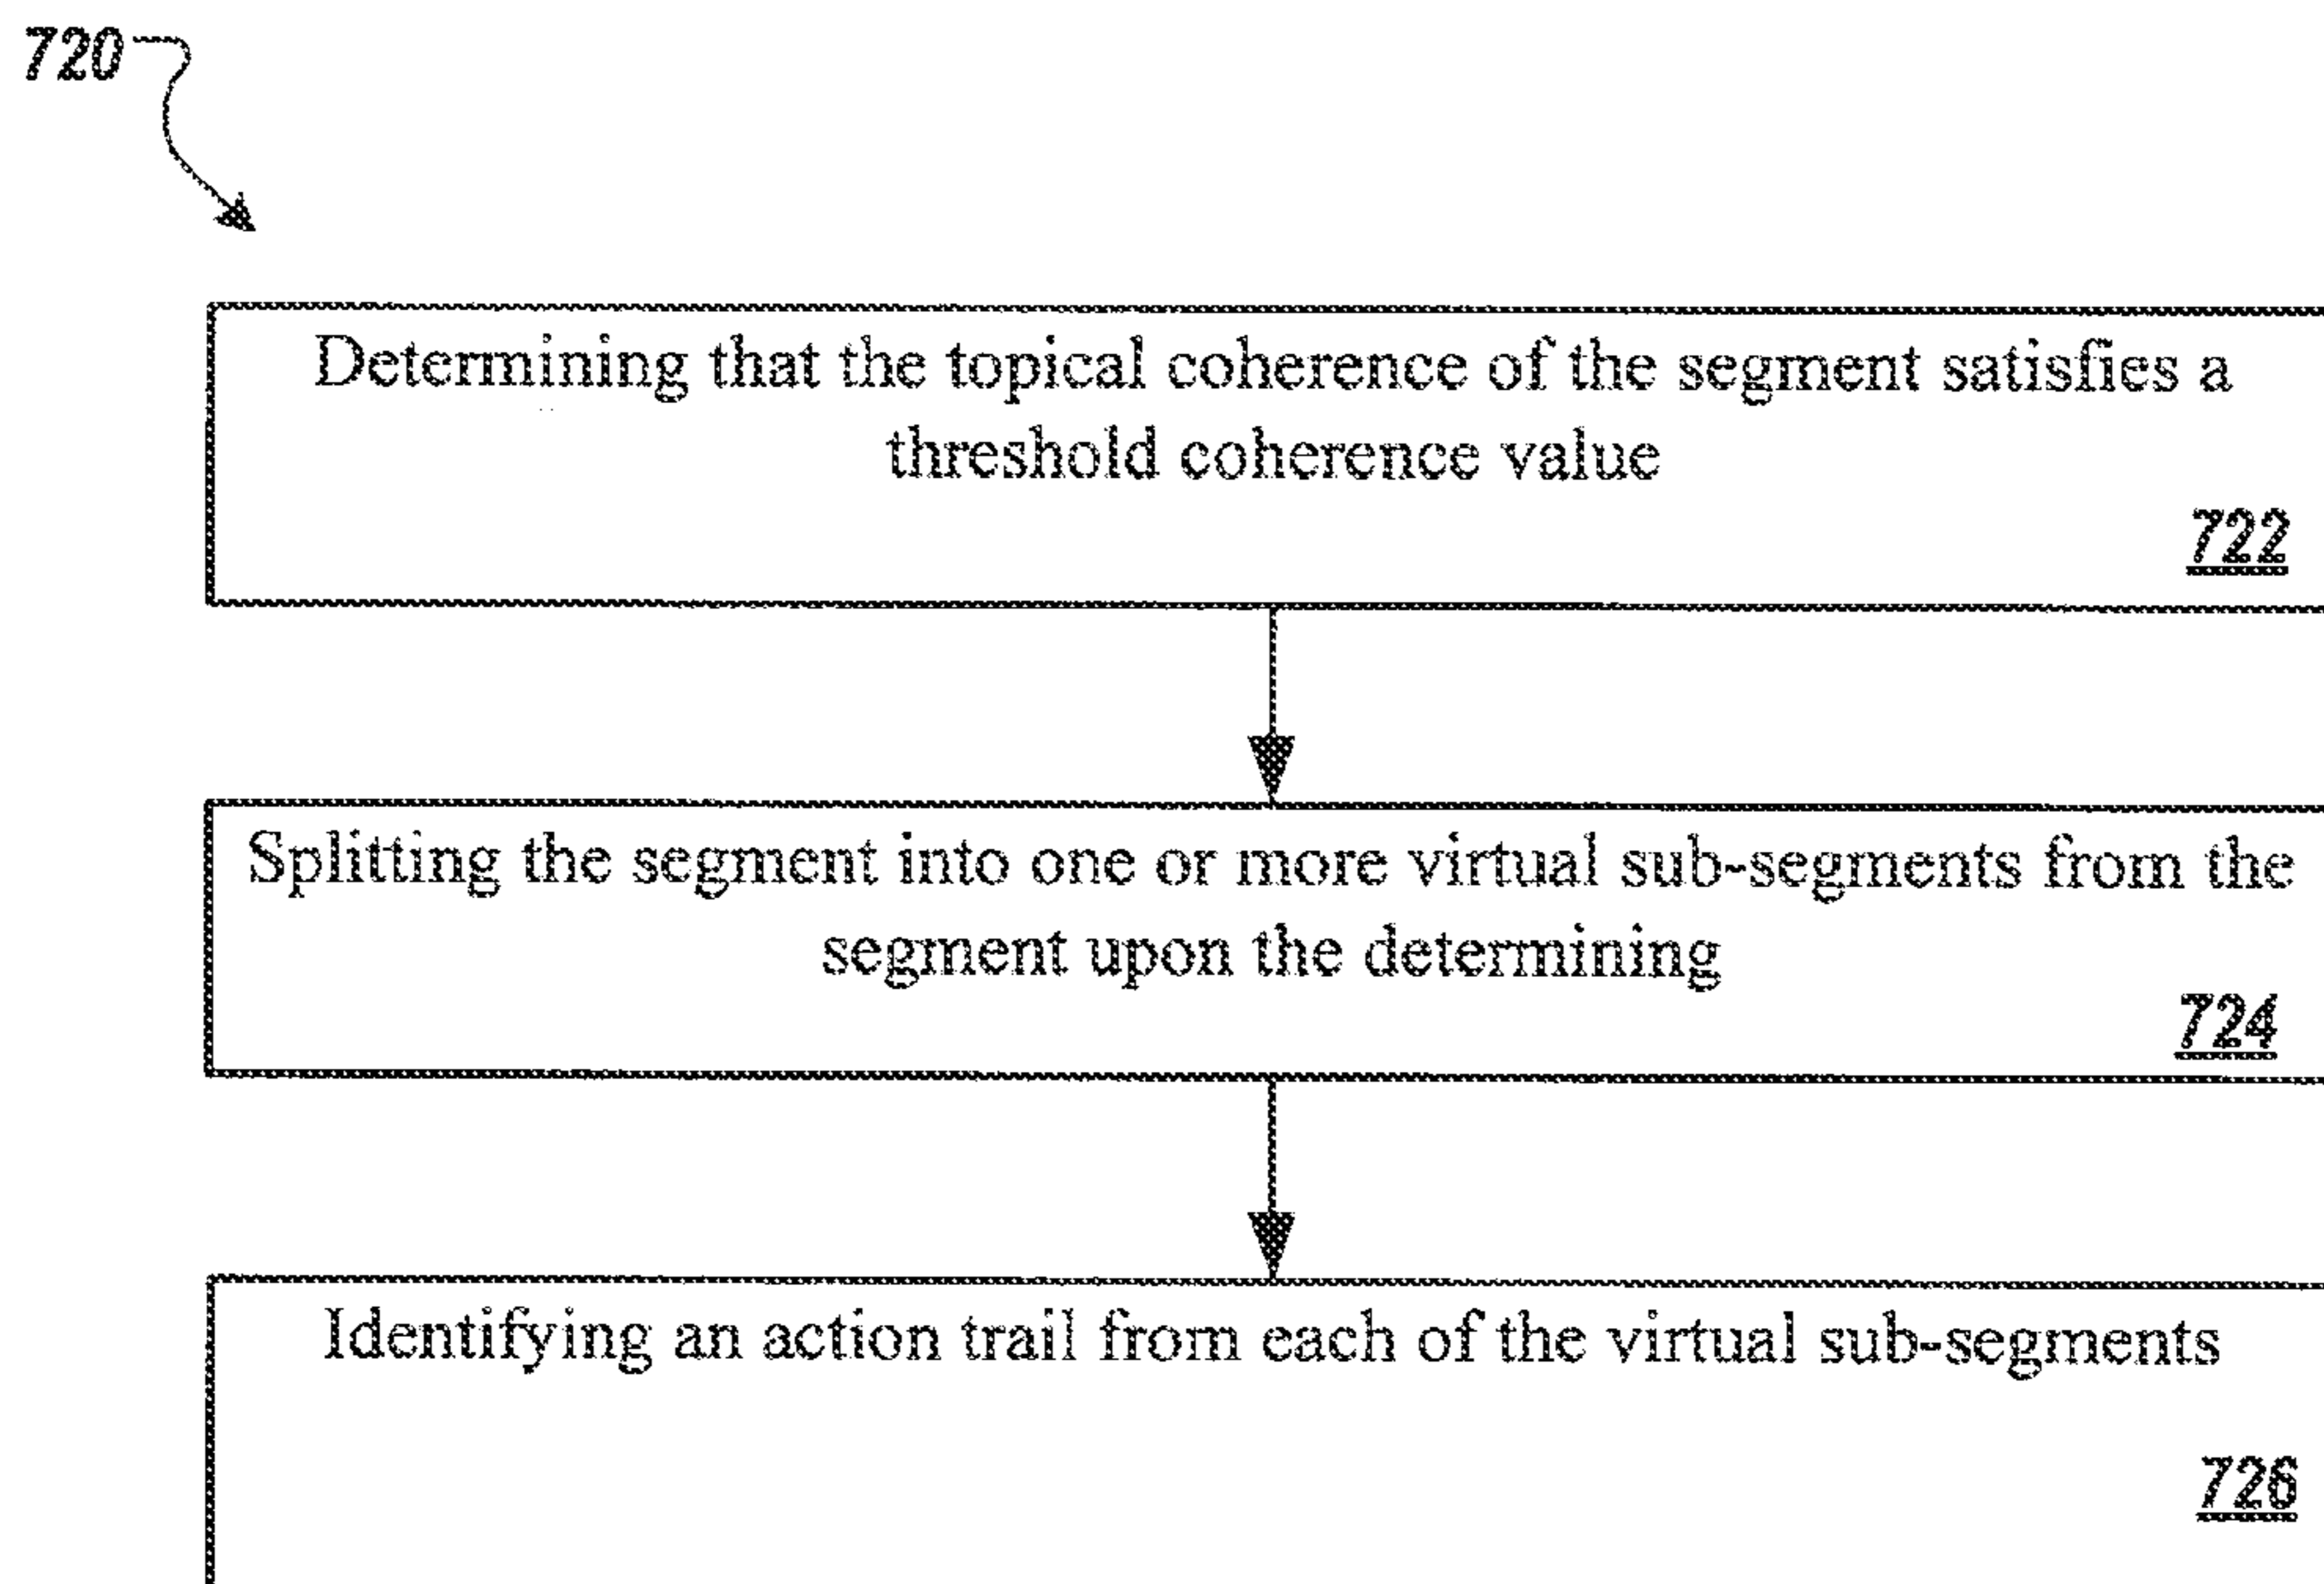 720
Determining that the topical coherence of the segment satisfies a
threshold coherence value
722
Splitting the segment into one or more virtual sub-segments from the
segment upon the determining
724
Identifying an action trail from each of the virtual sub-segments
726